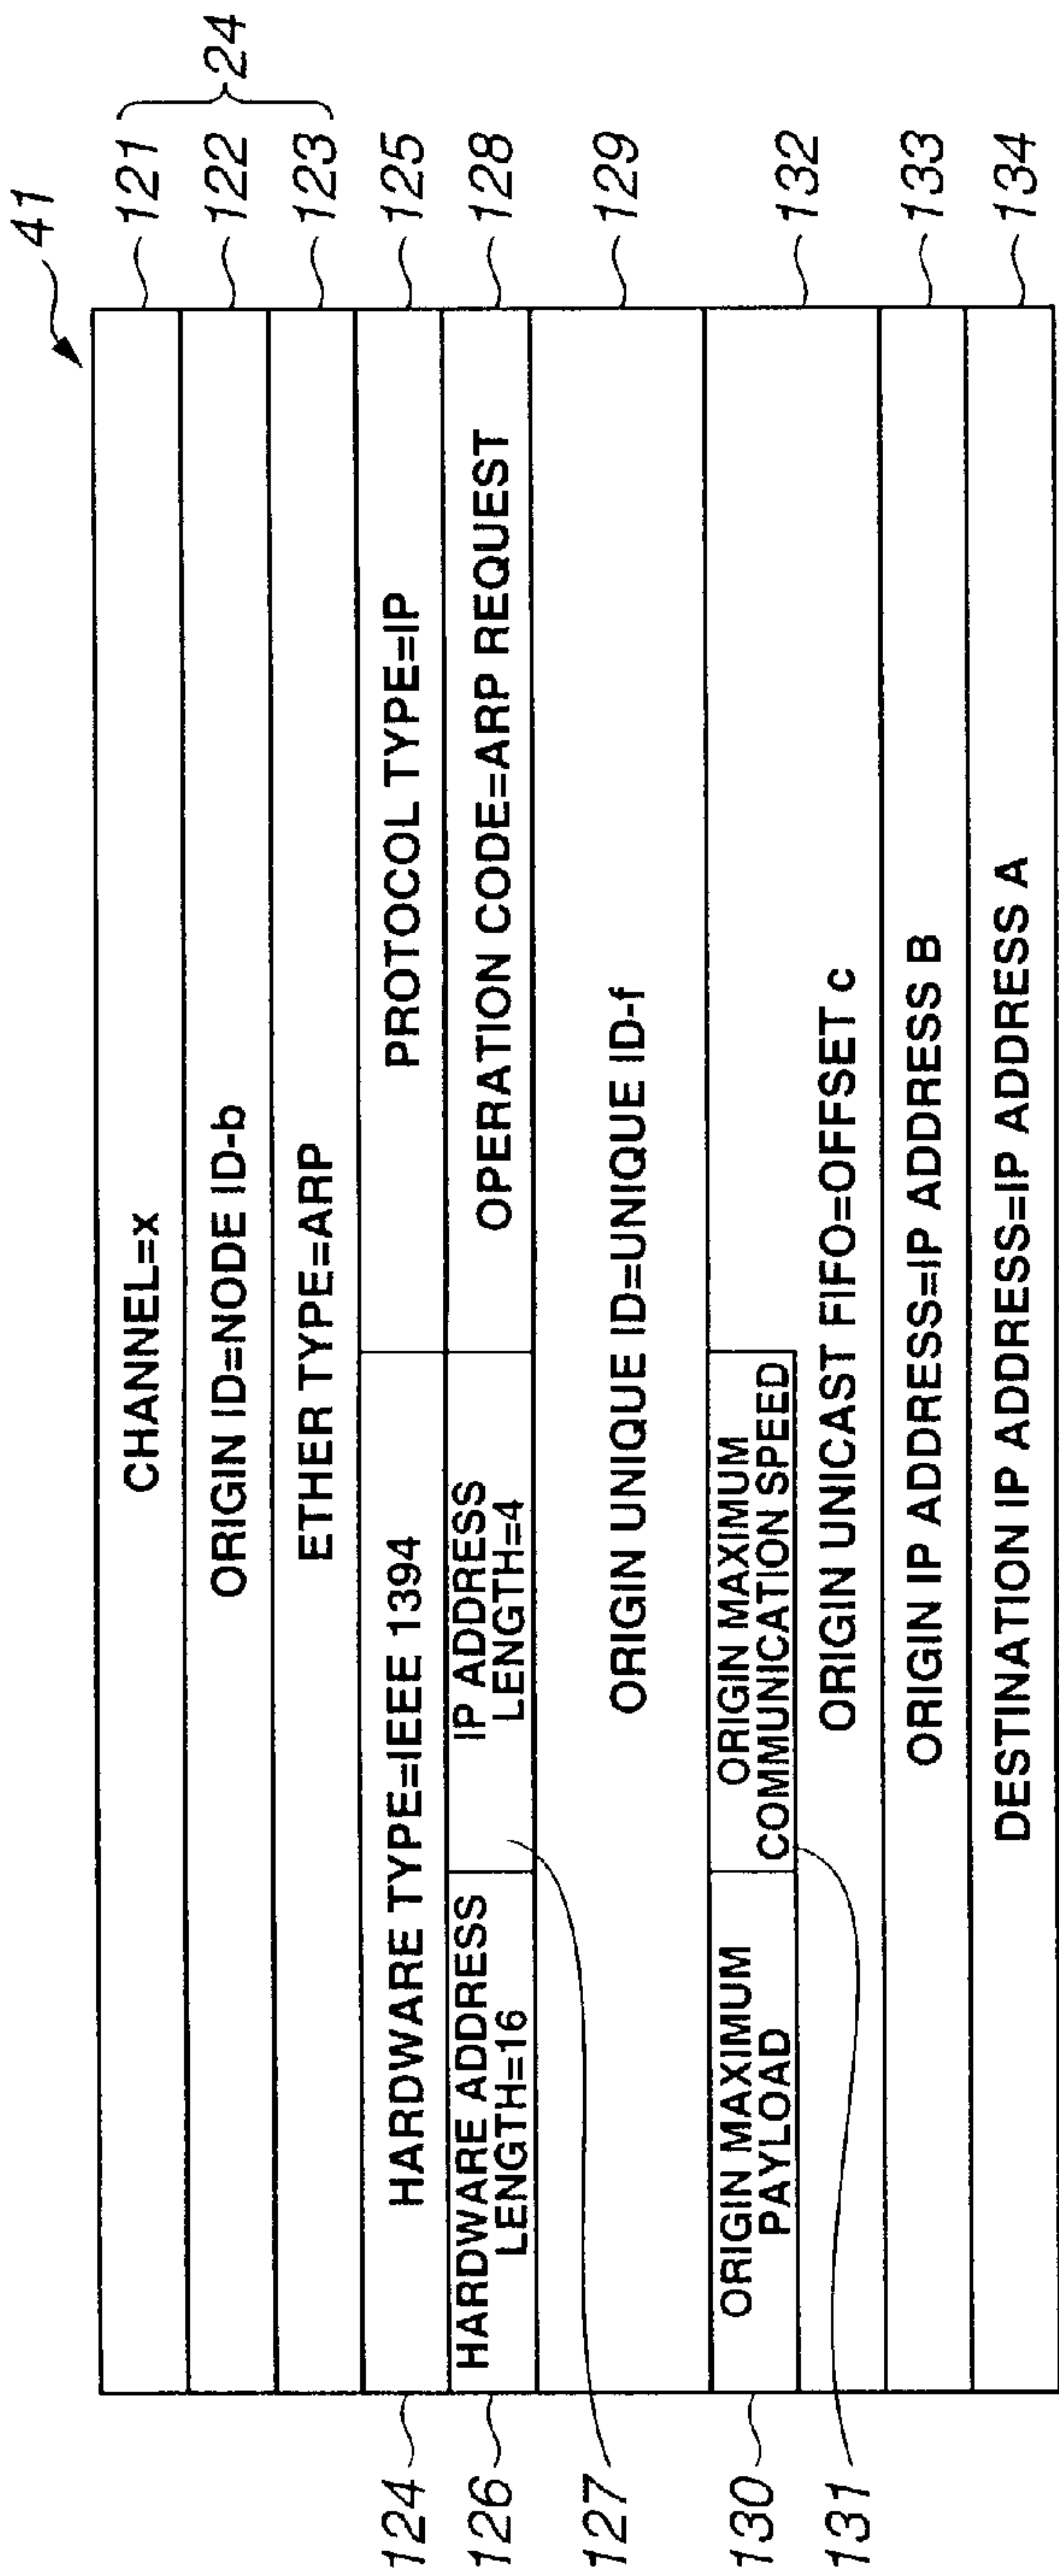 41
CHANNEL=x 121
ORIGIN ID=NODE ID-b 122 24
ETHER TYPE=ARP 123
124 HARDWARE TYPE=IEEE 1394 PROTOCOL TYPE=IP 125
126 HARDWARE ADDRESS
LENGTH=16
IP ADDRESS
LENGTH=4
OPERATION CODE=ARP REQUEST 128
127
ORIGIN UNIQUE ID=UNIQUE ID-f 129
130 ORIGIN MAXIMUM
PAYLOAD
ORIGIN MAXIMUM
COMMUNICATION SPEED
131
ORIGIN UNICAST FIFO=OFFSET c 132
ORIGIN IP ADDRESS=IP ADDRESS B 133
DESTINATION IP ADDRESS=IP ADDRESS A 134